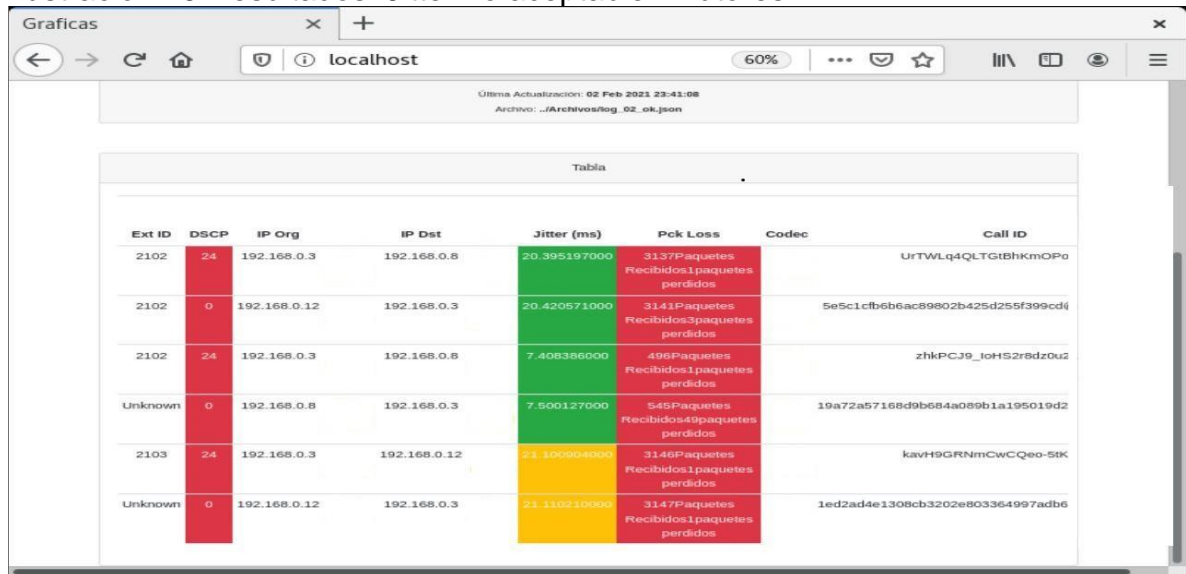 Graficas
localhost
60%
Última Actualización: 02 Feb 2021 23:41:08
Archivo: ../Archivos/log_02_ok.json
Tabla
Ext ID DSCP IP Org IP Dst Jitter (ms) Pck Loss Codec Call ID
2102 24 192.168.0.3 192.168.0.8 20.395197000 3137Paquetes UrTWLq4QLTGtBhKmOPo
Recibidos1paquetes
perdidos
2102 0 192.168.0.12 192.168.0.3 20.420571000 3141Paquetes 5e5c1cfb6b6ac89802b425d255f399cd
Recibidos3paquetes
perdidos
2102 24 192.168.0.3 192.168.0.8 7.408386000 496Paquetes zhkPCJ9_IoHS2r8dz0u2
Recibidos1paquetes
perdidos
Unknown 0 192.168.0.8 192.168.0.3 7.500127000 545Paquetes 19a72a57168d9b684a089b1a195019d2
Recibidos49paquetes
perdidos
2103 24 192.168.0.3 192.168.0.12 21.100904000 3146Paquetes kavH9GRNmCwCQeo-5tK
Recibidos1paquetes
perdidos
Unknown 0 192.168.0.12 192.168.0.3 21.110210000 3147Paquetes 1ed2ad4e1308cb3202e803364997adb6
Recibidos1paquetes
perdidos